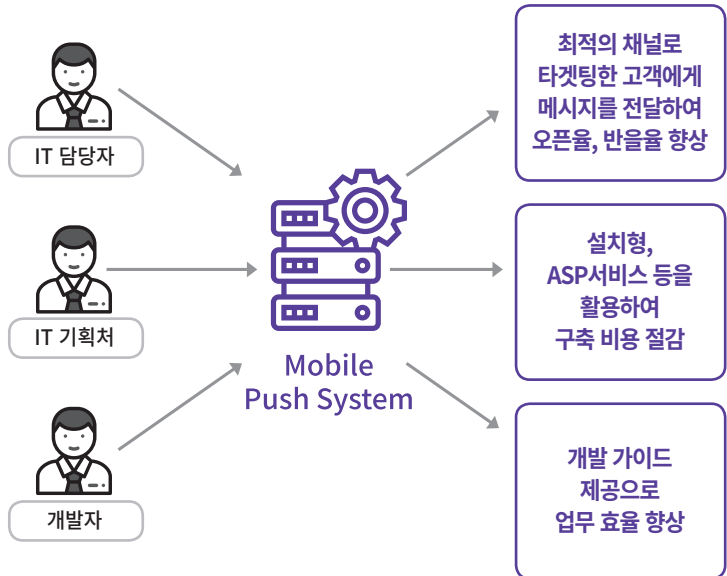 IT 담당자
IT 기획처
개발자
Mobile
Push System
최적의 채널로
타겟팅한 고객에게
메시지를 전달하여
오픈율, 반을율 향상
설치형,
ASP서비스 등을
활용하여
구축 비용 절감
개발 가이드
제공으로
업무 효율 향상